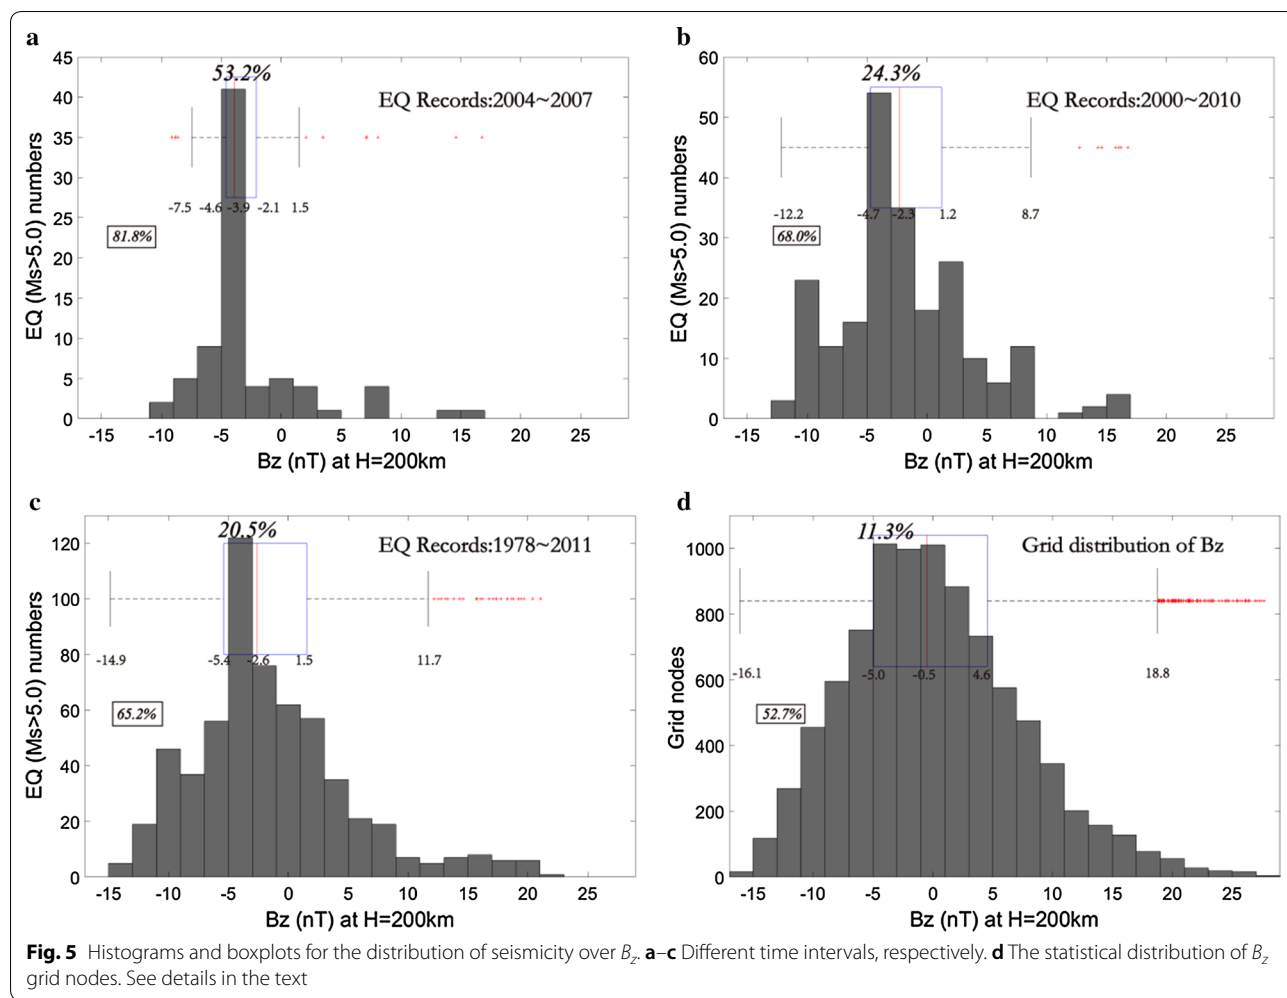 a
53.2%
EQ Records:2004~2007
EQ (Ms>5.0) numbers
45
40
35
30
25
20
15
10
5
0
-7.5 -4.6 -3.9 -2.1 1.5
81.8%
-15 -10 -5 0 5 10 15 20 25
Bz (nT) at H=200km
b
24.3%
EQ Records:2000~2010
EQ (Ms>5.0) numbers
60
50
40
30
20
10
0
-12.2 -4.7 -2.3 1.2 8.7
68.0%
-15 -10 -5 0 5 10 15 20 25
Bz (nT) at H=200km
c
20.5%
EQ Records:1978~2011
EQ (Ms>5.0) numbers
120
100
80
60
40
20
0
-14.9 -5.4 -2.6 1.5 11.7
65.2%
-15 -10 -5 0 5 10 15 20 25
Bz (nT) at H=200km
d
11.3%
Grid distribution of Bz
Grid nodes
1000
800
600
400
200
0
-16.1 -5.0 -0.5 4.6 18.8
52.7%
-15 -10 -5 0 5 10 15 20 25
Bz (nT) at H=200km
Fig. 5 Histograms and boxplots for the distribution of seismicity over Bz. a–c Different time intervals, respectively. d The statistical distribution of Bz
grid nodes. See details in the text